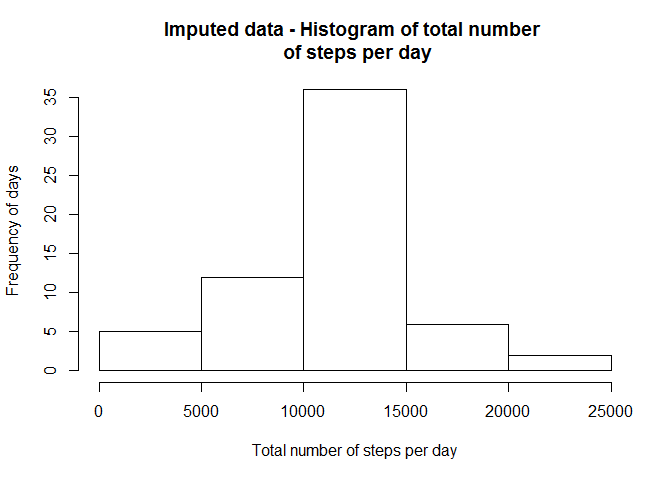 Imputed data - Histogram of total number
of steps per day
Frequency of days
35
30
25
20
15
10
5
0
0 5000 10000 15000 20000 25000
Total number of steps per day